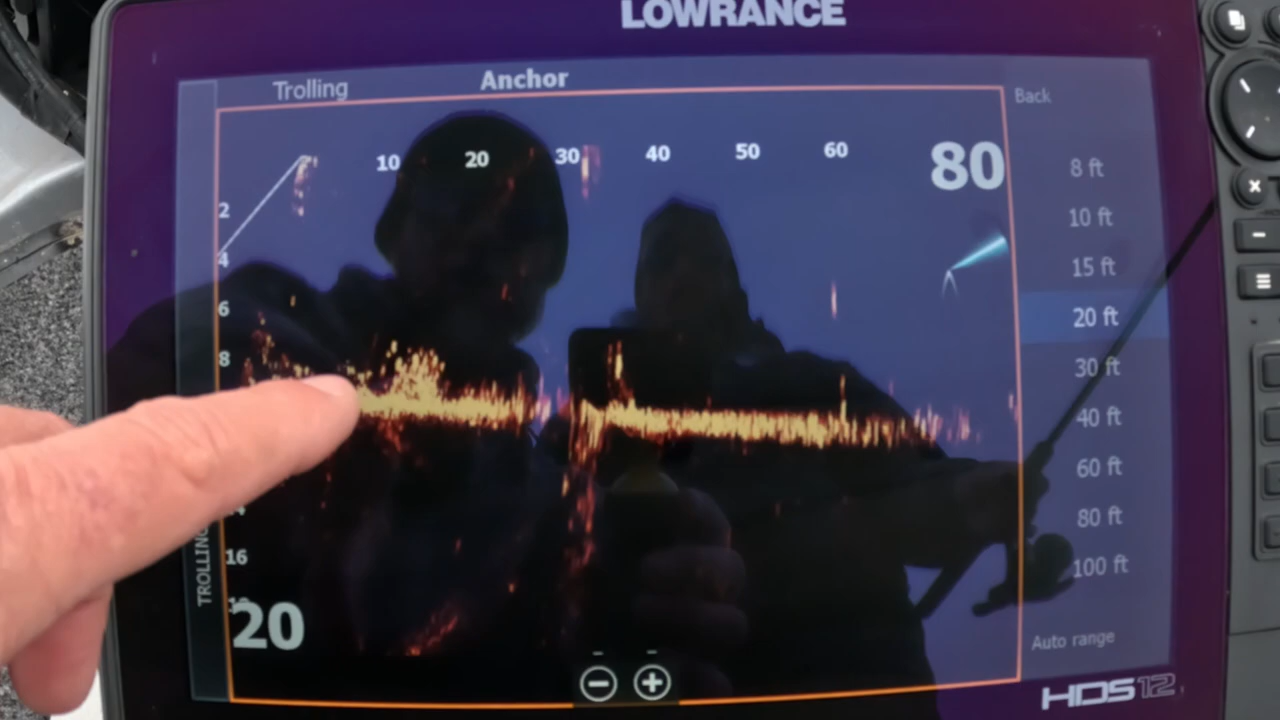 LOWRANCE
Trolling Anchor
Back
10 20 30 40 50 60 80
2
4
6
8
16
20
TROLLING
8 ft
10 ft
15 ft
20 ft
30 ft
40 ft
60 ft
80 ft
100 ft
Auto range
HDS 12